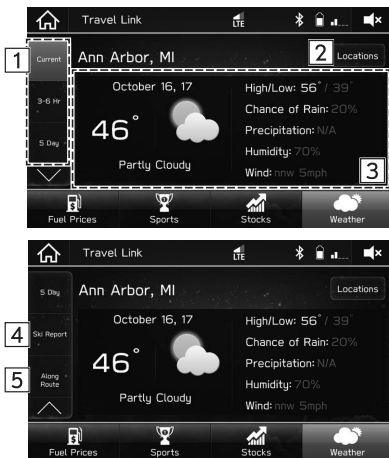 Travel Link LTE
1 Current Ann Arbor, MI 2 Locations
October 16, 17 High/Low: 56° / 39°
3-6 Hr Chance of Rain: 20%
46° Precipitation: N/A
5 Day Humidity: 70%
Partly Cloudy Wind: nnw 5mph 3
Fuel Prices Sports Stocks Weather
Travel Link LTE
5 Day Ann Arbor, MI Locations
October 16, 17 High/Low: 56° / 39°
4 Ski Report Chance of Rain: 20%
46° Precipitation: N/A
5 Along Route Humidity: 70%
Partly Cloudy Wind: nnw 5mph
Fuel Prices Sports Stocks Weather